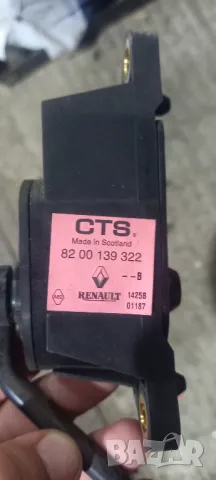 CTS®
Made in Scotland
82 00 139 322
--B
RENAULT
14258
01187
bazar